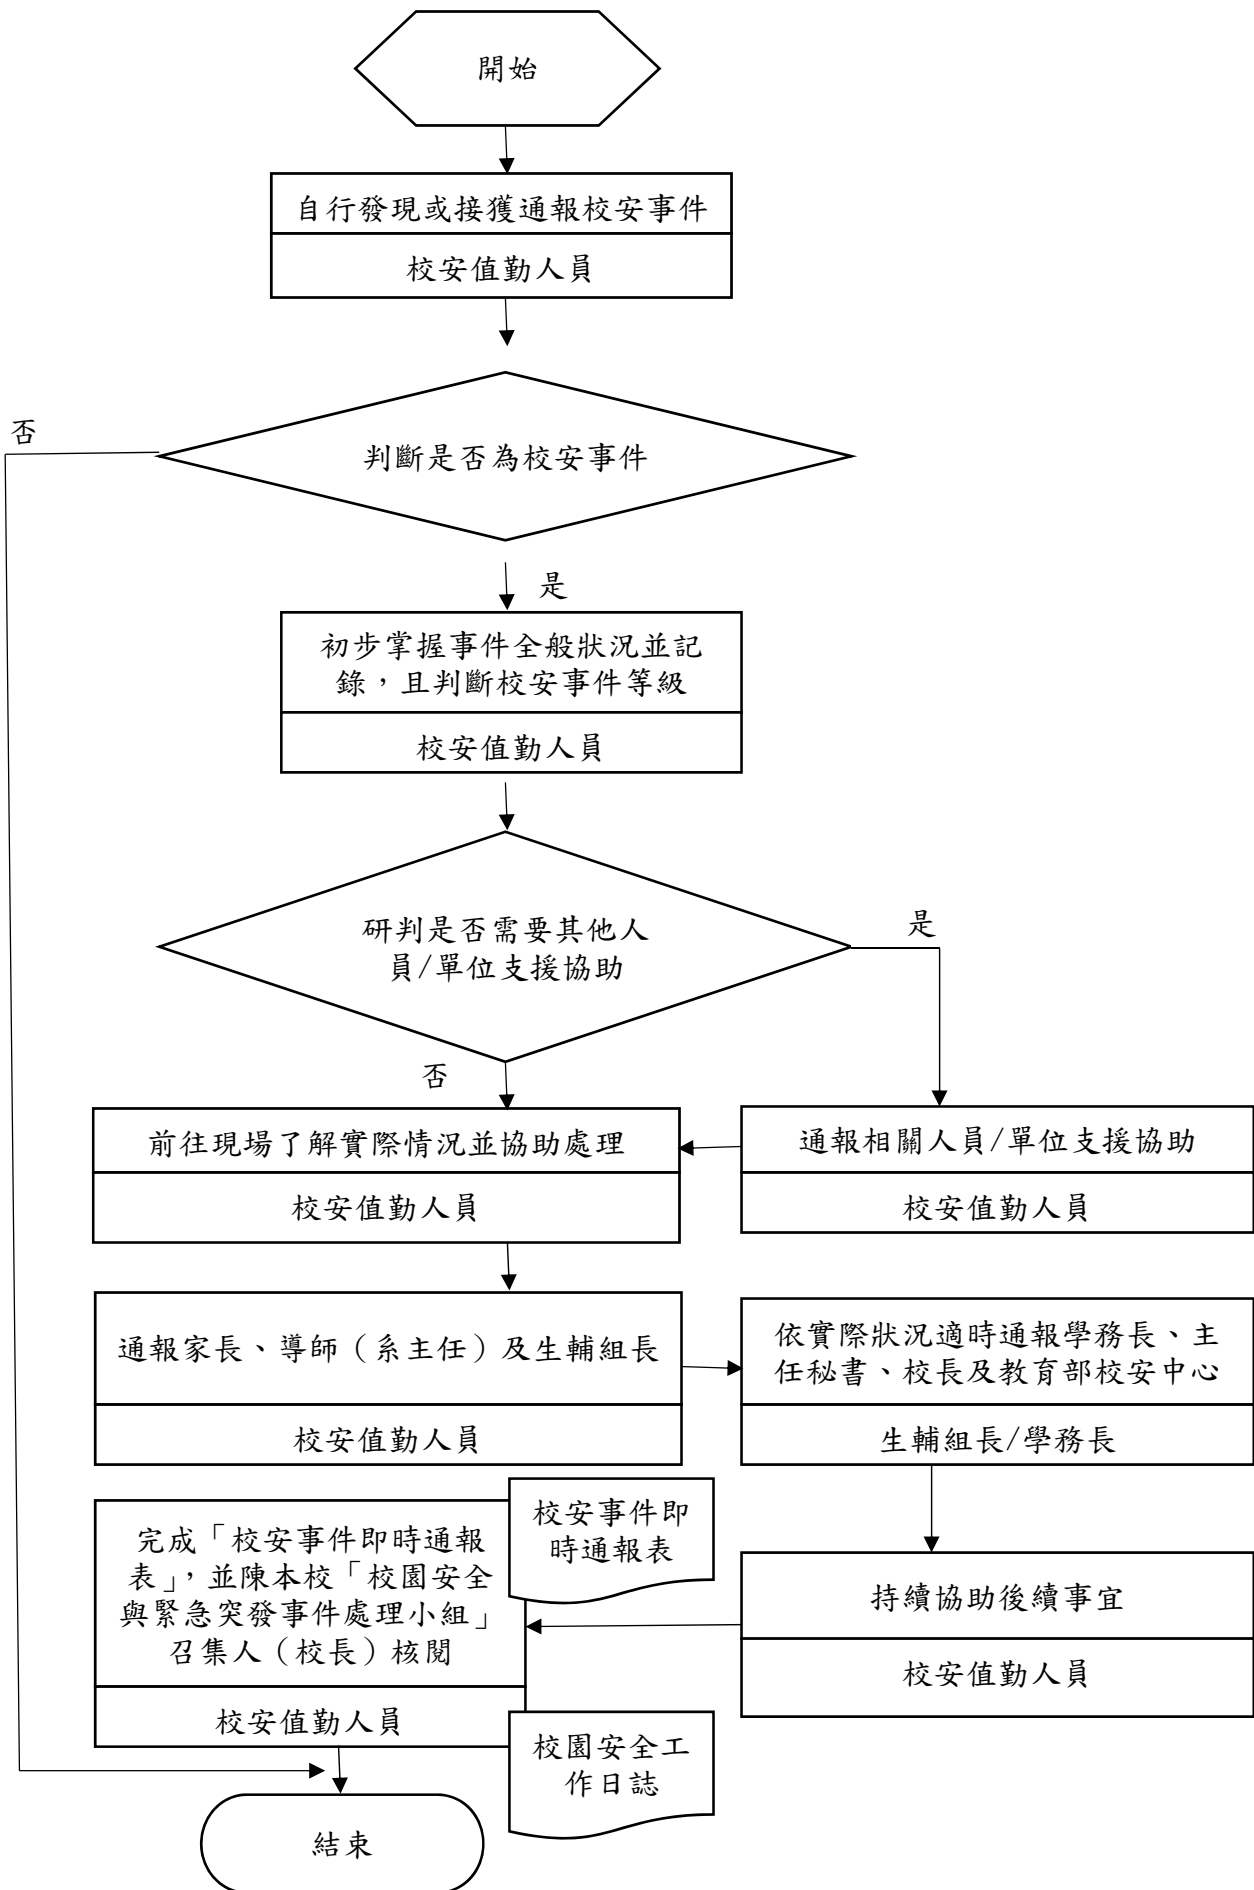 開始
自行發現或接獲通報校安事件
校安值勤人員
否
判斷是否為校安事件
是
初步掌握事件全般狀況並記
錄，且判斷校安事件等級
校安值勤人員
研判是否需要其他人
員/單位支援協助
是
否
前往現場了解實際情況並協助處理
校安值勤人員
通報相關人員/單位支援協助
校安值勤人員
通報家長、導師（系主任）及生輔組長
校安值勤人員
依實際狀況適時通報學務長、主
任秘書、校長及教育部校安中心
生輔組長/學務長
完成「校安事件即時通報
表」，並陳本校「校園安全
與緊急突發事件處理小組」
召集人（校長）核閱
校安值勤人員
校安事件即
時通報表
持續協助後續事宜
校安值勤人員
校園安全工
作日誌
結束